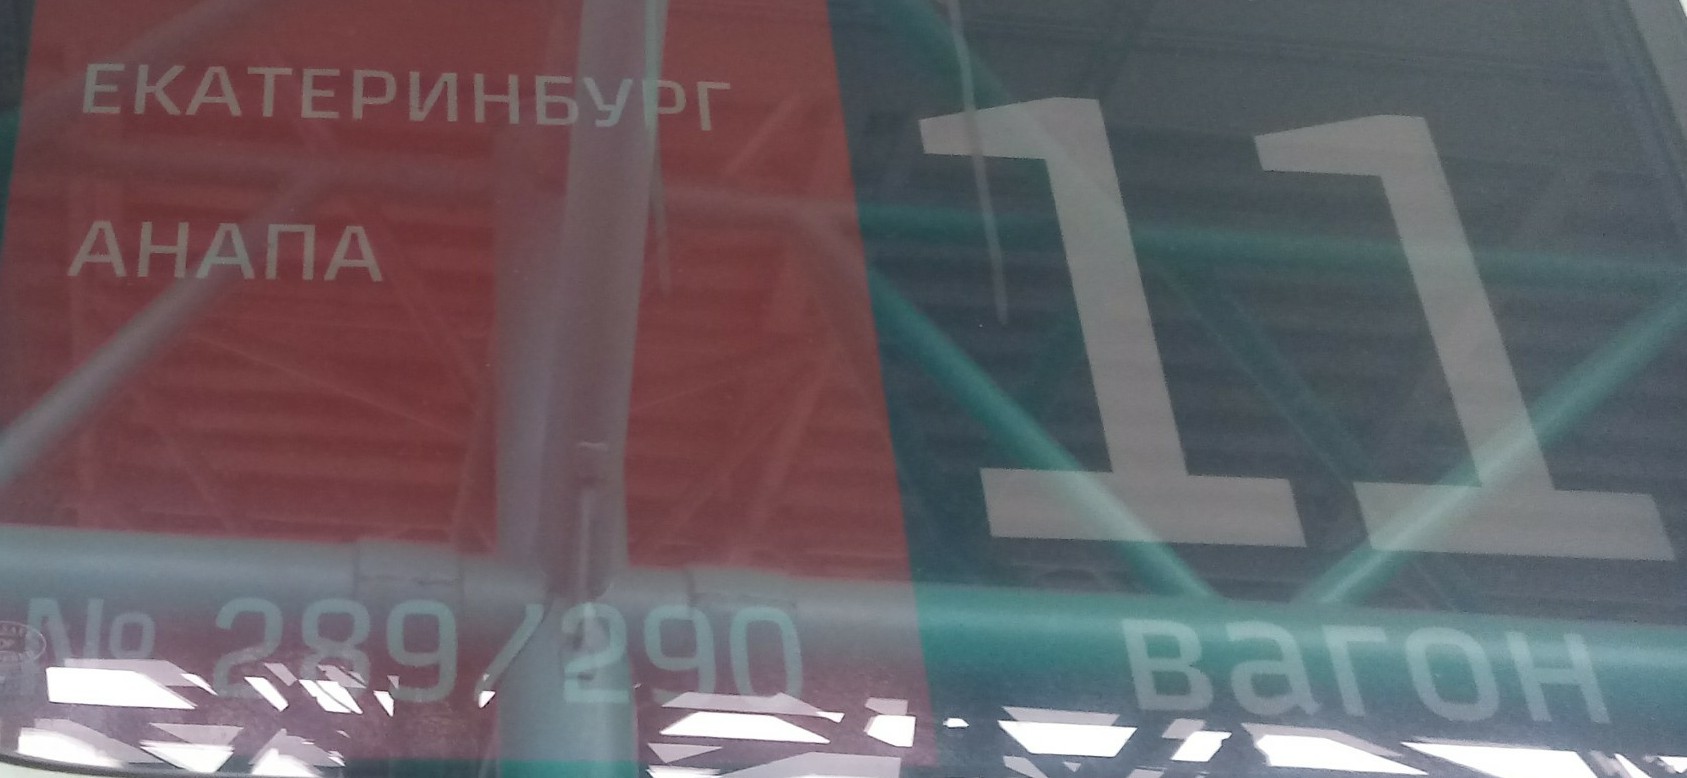 ЕКАТЕРИНБУРГ
АНАПА
№ 289/290
11
вагон